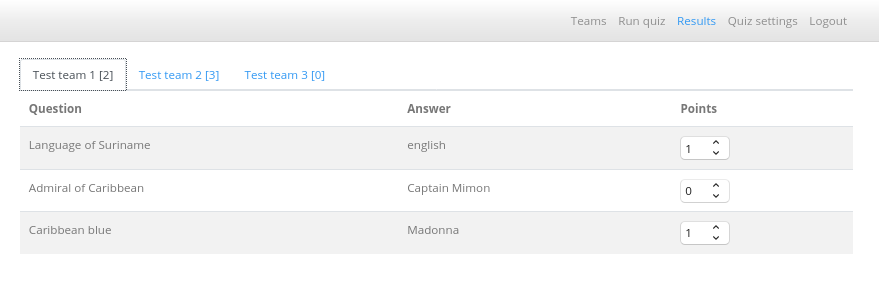 Teams Run quiz Results Quiz settings Logout
Test team 1 [2] Test team 2 [3] Test team 3 [0]
Question Answer Points
Language of Suriname english 1
Admiral of Caribbean Captain Mimon 0
Caribbean blue Madonna 1